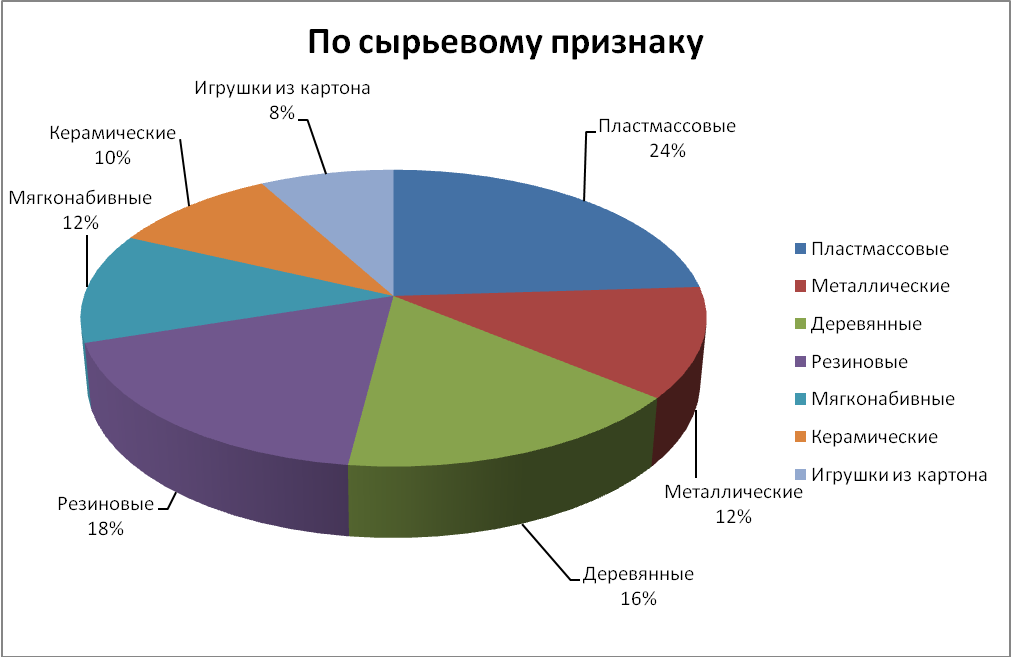 По сырьевому признаку
Игрушки из картона
8%
Керамические
10%
Мягконабивные
12%
Резиновые
18%
Пластмассовые
24%
Металлические
12%
Деревянные
16%
Пластмассовые
Металлические
Деревянные
Резиновые
Мягконабивные
Керамические
Игрушки из картона